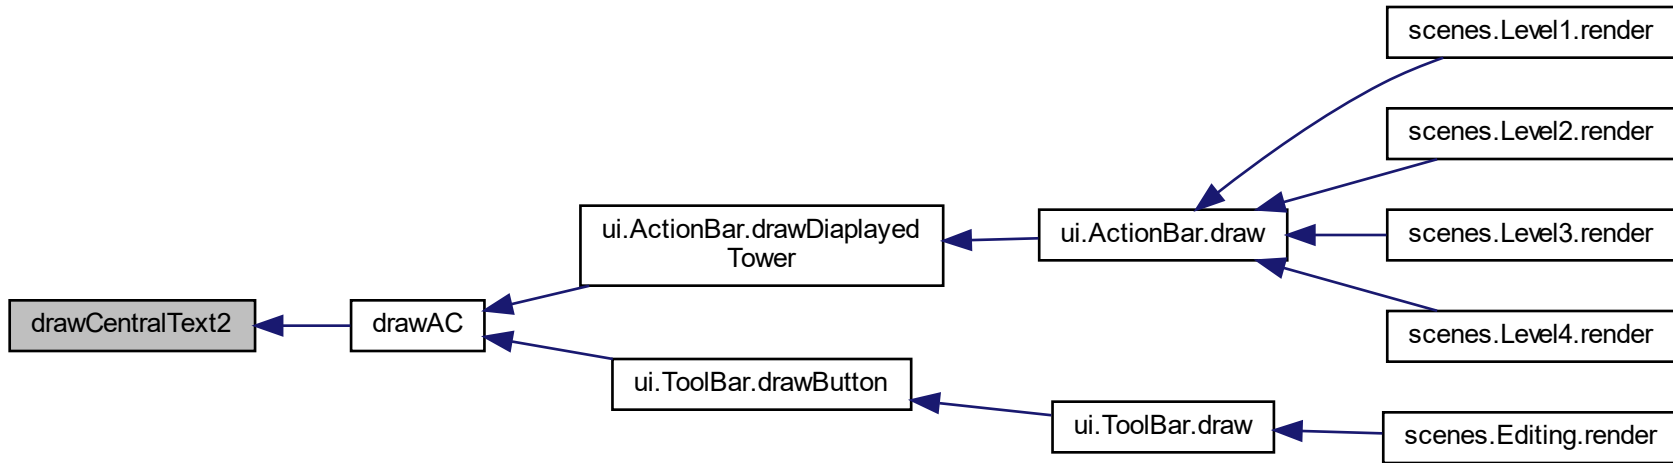 scenes.Level1.render
scenes.Level2.render
ui.ActionBar.drawDiaplayed
Tower
ui.ActionBar.draw
scenes.Level3.render
drawCentralText2
drawAC
scenes.Level4.render
ui.ToolBar.drawButton
ui.ToolBar.draw
scenes.Editing.render